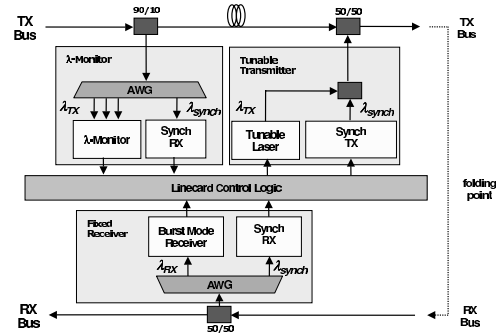 90/10
50/50
TX
Bus
TX
Bus
λ-Monitor
Tunable
Transmitter
AWG
λTX
λsynch
λTX
λsynch
λ-Monitor
Synch
RX
Tunable
Laser
Synch
TX
Linecard Control Logic
folding
point
Fixed
Receiver
Burst Mode
Receiver
Synch
RX
λRX
λsynch
AWG
RX
Bus
RX
Bus
50/50